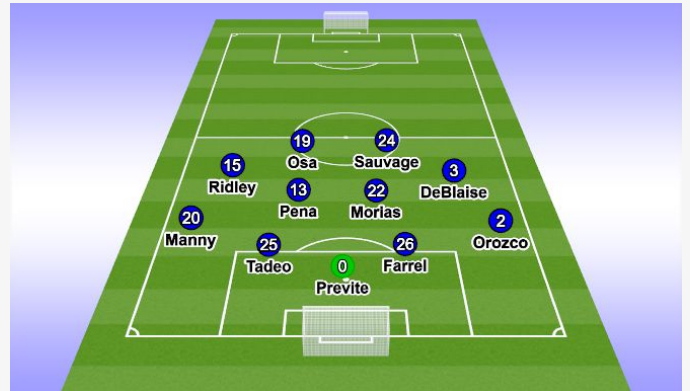 19
Osa
24
Sauvage
15
Ridley
3
DeBlaise
13
Pena
22
Morlas
20
Manny
2
Orozco
25
Tadeo
26
Farrel
0
Previte